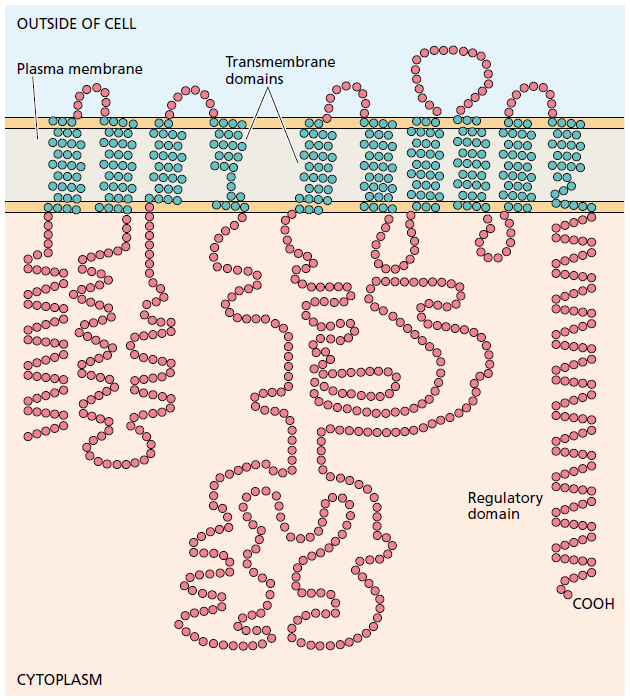 OUTSIDE OF CELL
Plasma membrane
Transmembrane
domains
Regulatory
domain
COOH
CYTOPLASM